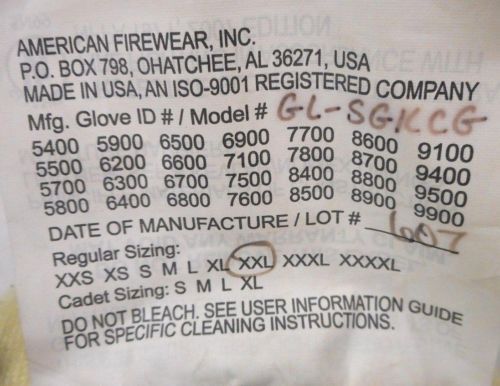 AMERICAN FIREWEAR, INC.
P.O. BOX 798, OHATCHEE, AL 36271, USA
MADE IN USA, AN ISO-9001 REGISTERED COMPANY
Mfg. Glove ID # / Model # GL-SGKCG
5400 5900 6500 6900 7700 8600 9100
5500 6200 6600 7100 7800 8700 9400
5700 6300 6700 7500 8400 8800 9500
5800 6400 6800 7600 8500 8900 9900
DATE OF MANUFACTURE / LOT # 607
Regular Sizing:
XXS XS S M L XL XXL XXXL XXXXL
Cadet Sizing: S M L XL
DO NOT BLEACH. SEE USER INFORMATION GUIDE
FOR SPECIFIC CLEANING INSTRUCTIONS.